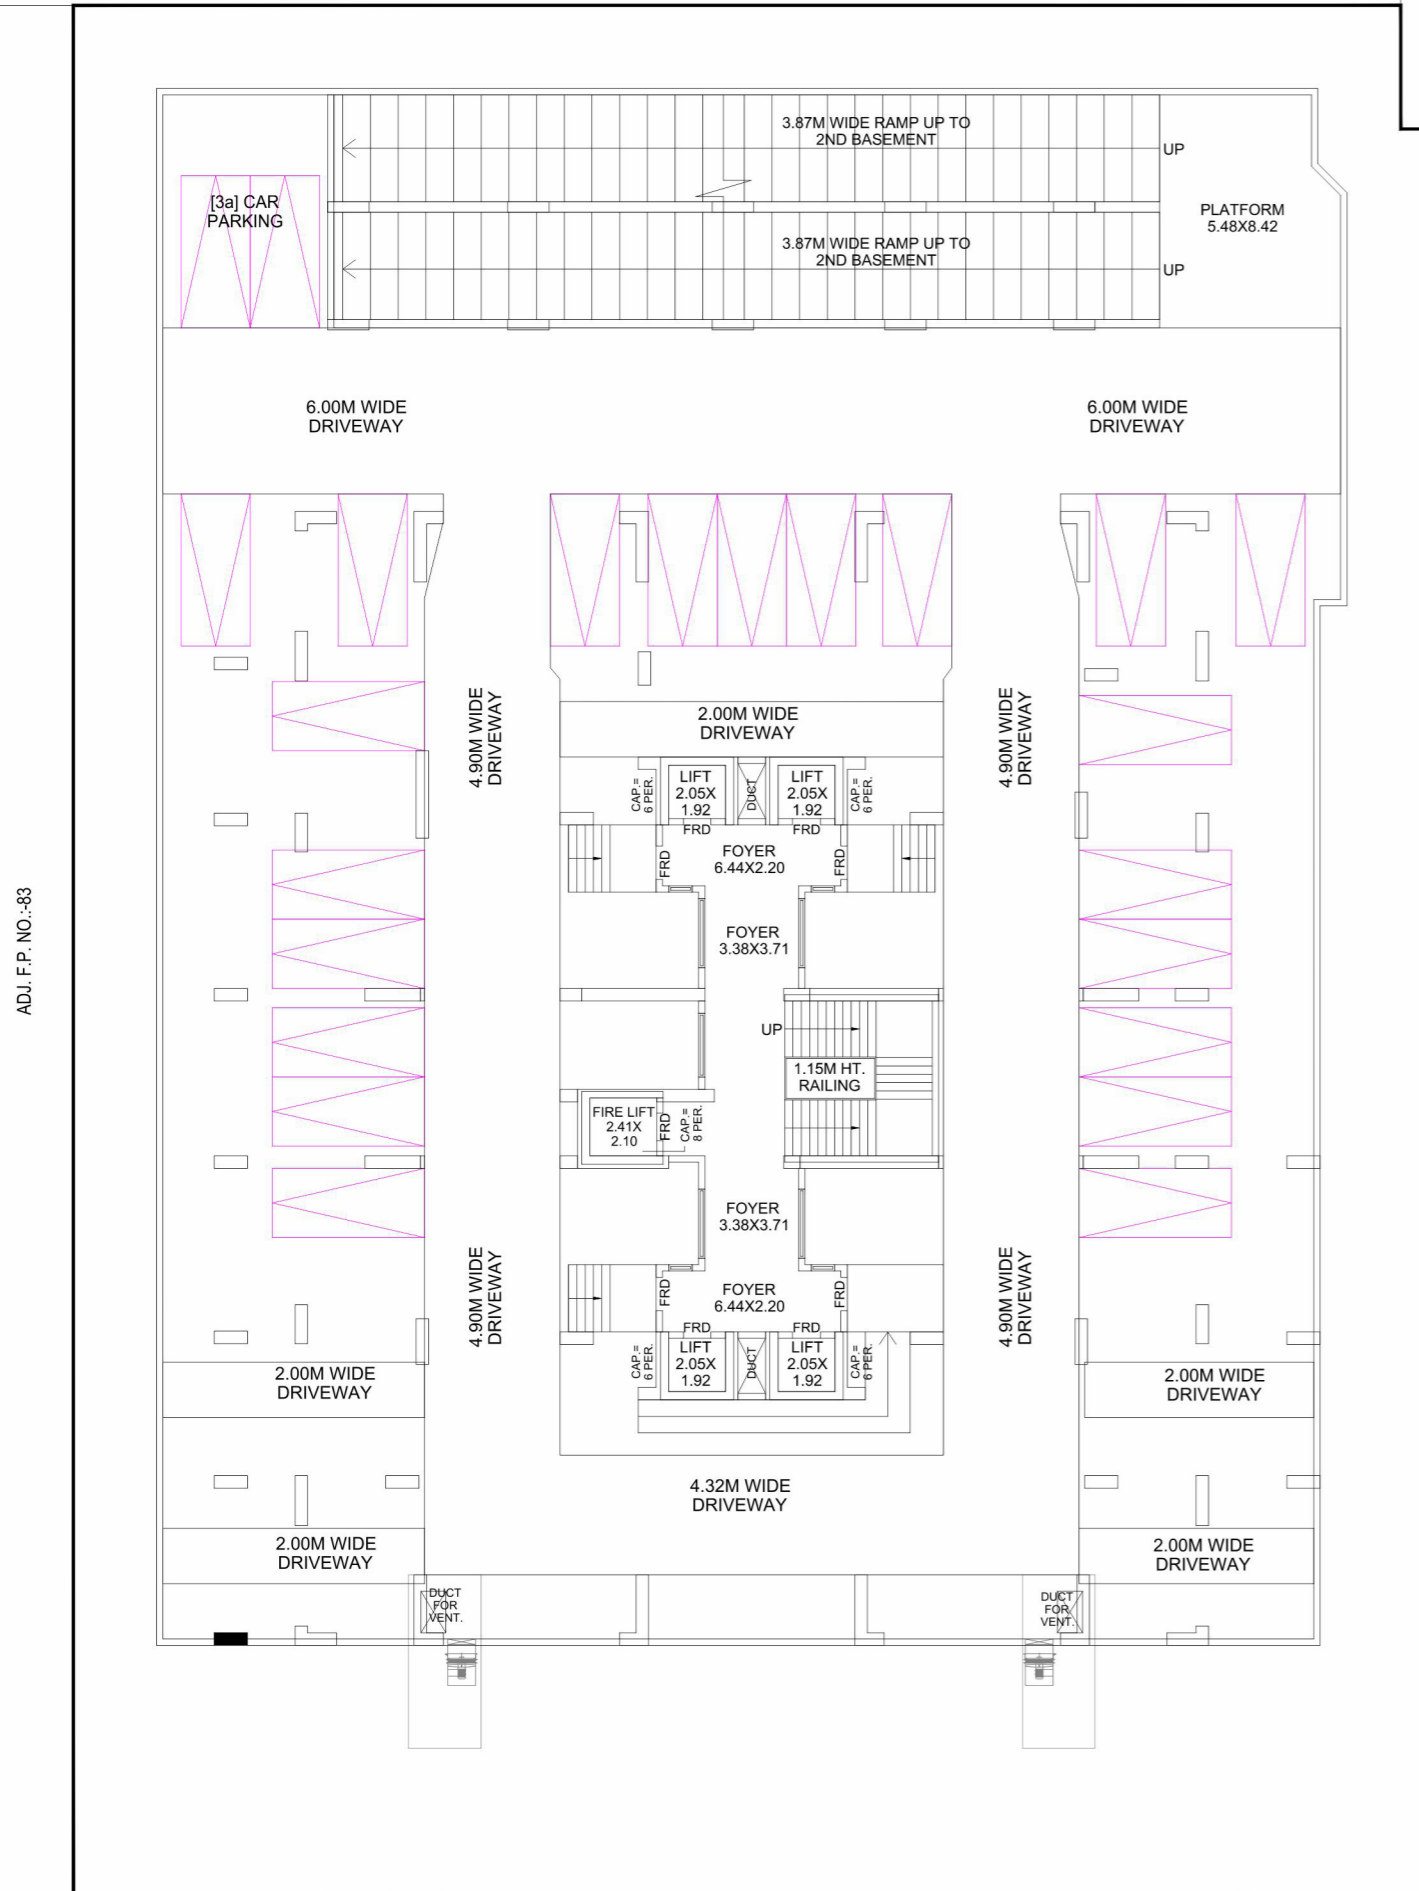 3.87M WIDE RAMP UP TO
2ND BASEMENT
UP
[3a] CAR
PARKING
PLATFORM
5.48X8.42
3.87M WIDE RAMP UP TO
2ND BASEMENT
UP
6.00M WIDE
DRIVEWAY
6.00M WIDE
DRIVEWAY
4.90M WIDE
DRIVEWAY
2.00M WIDE
DRIVEWAY
4.90M WIDE
DRIVEWAY
CAP.=
6 PER.
LIFT
2.05X
1.92
DUCT
LIFT
2.05X
1.92
CAP.=
6 PER.
FRD
FRD
FRD
FOYER
6.44X2.20
FRD
FOYER
3.38X3.71
ADJ. F.P. NO.:-83
UP
1.15M HT.
RAILING
FIRE LIFT
2.41X
2.10
FRD
CAP.=
8 PER.
FOYER
3.38X3.71
4.90M WIDE
DRIVEWAY
FRD
FOYER
6.44X2.20
FRD
4.90M WIDE
DRIVEWAY
FRD
FRD
CAP.=
6 PER.
LIFT
2.05X
1.92
DUCT
LIFT
2.05X
1.92
CAP.=
6 PER.
2.00M WIDE
DRIVEWAY
2.00M WIDE
DRIVEWAY
4.32M WIDE
DRIVEWAY
2.00M WIDE
DRIVEWAY
2.00M WIDE
DRIVEWAY
DUCT
FOR
VENT.
DUCT
FOR
VENT.